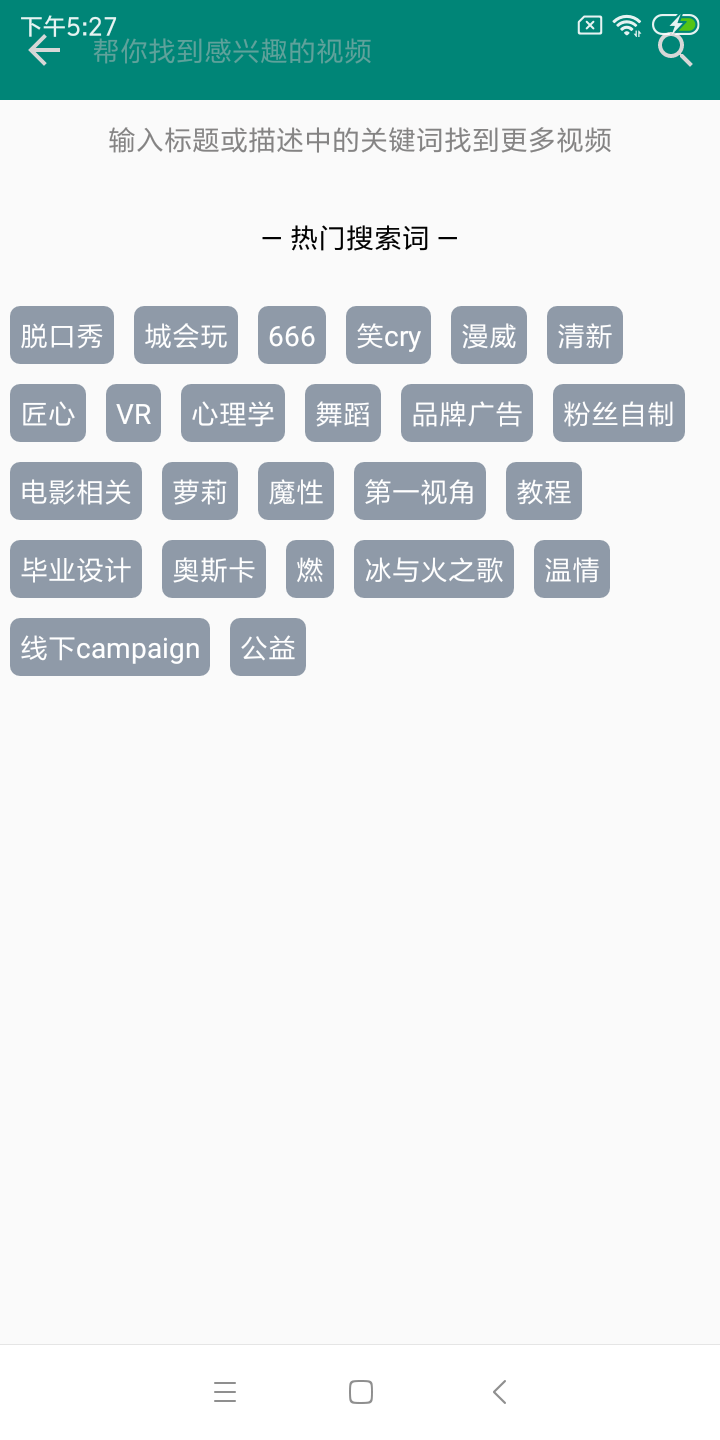 下午5:27
帮你找到感兴趣的视频
输入标题或描述中的关键词找到更多视频
— 热门搜索词 —
脱口秀 城会玩 666 笑cry 漫威 清新
匠心 VR 心理学 舞蹈 品牌广告 粉丝自制
电影相关 萝莉 魔性 第一视角 教程
毕业设计 奥斯卡 燃 冰与火之歌 温情
线下campaign 公益